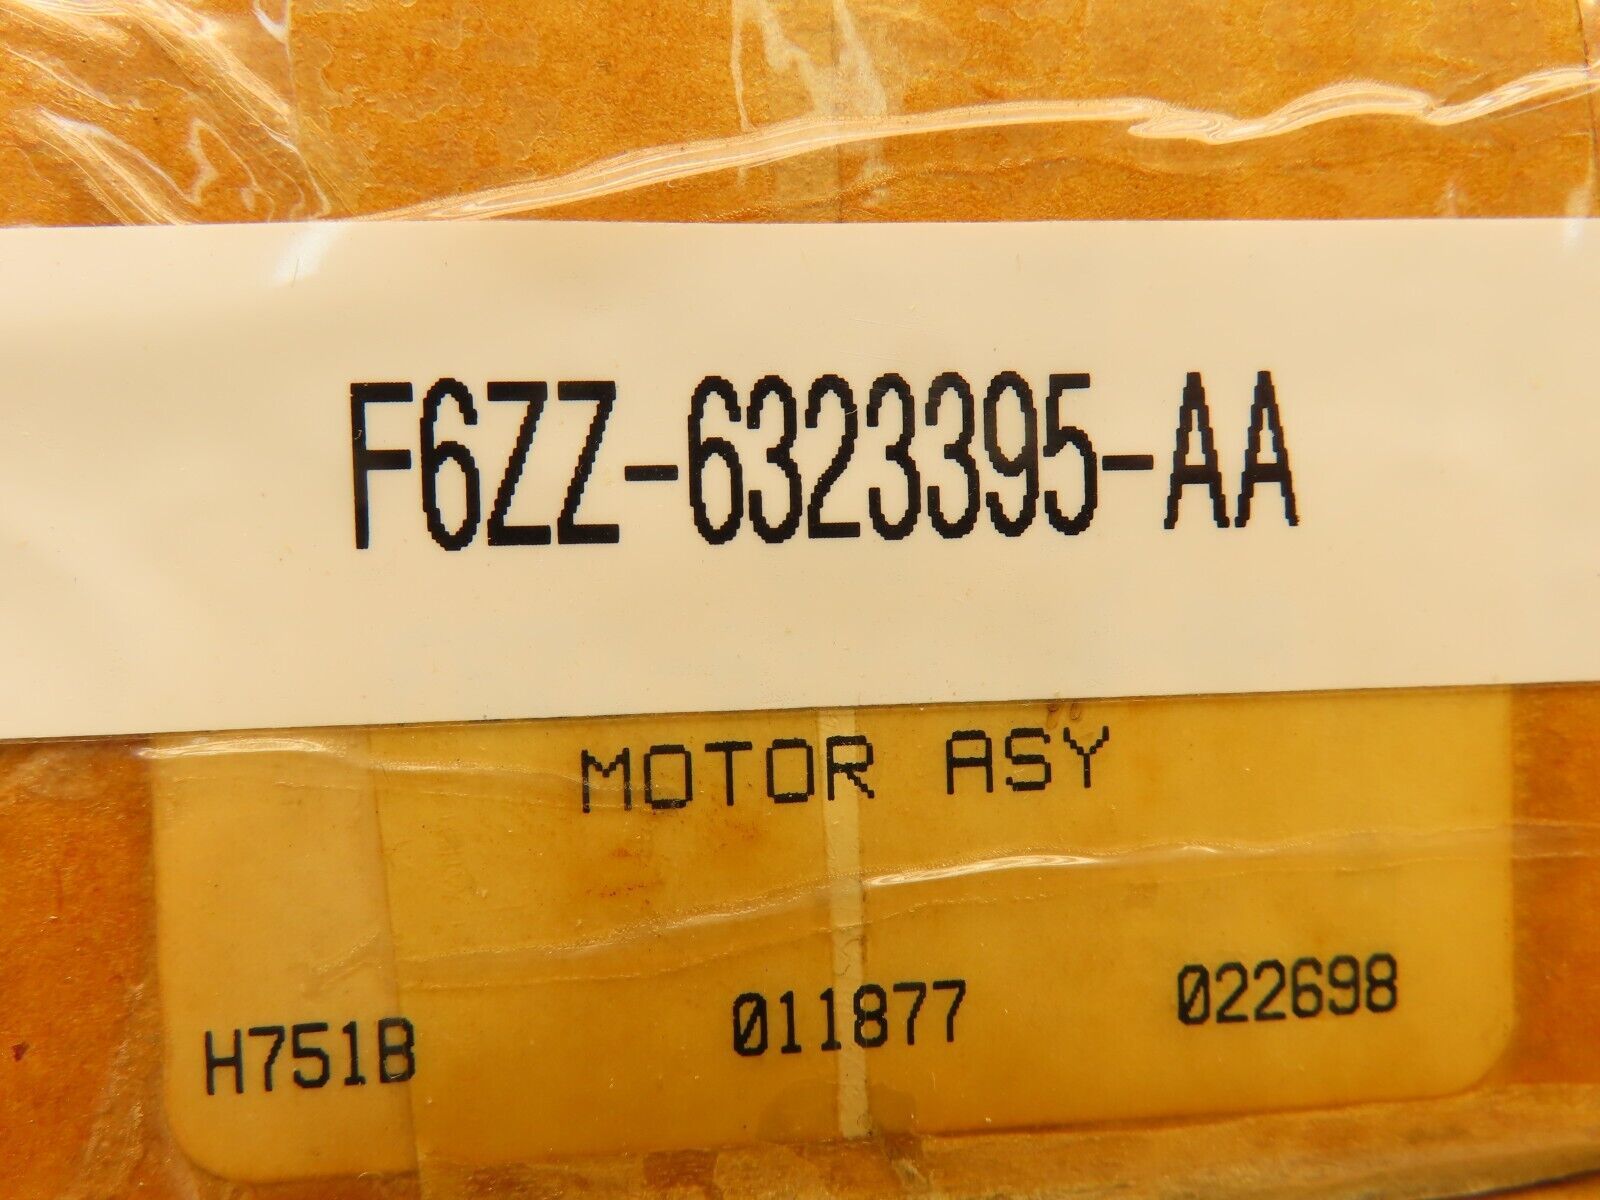 F6ZZ-6323395-AA
MOTOR ASY
H751B 011877 022698